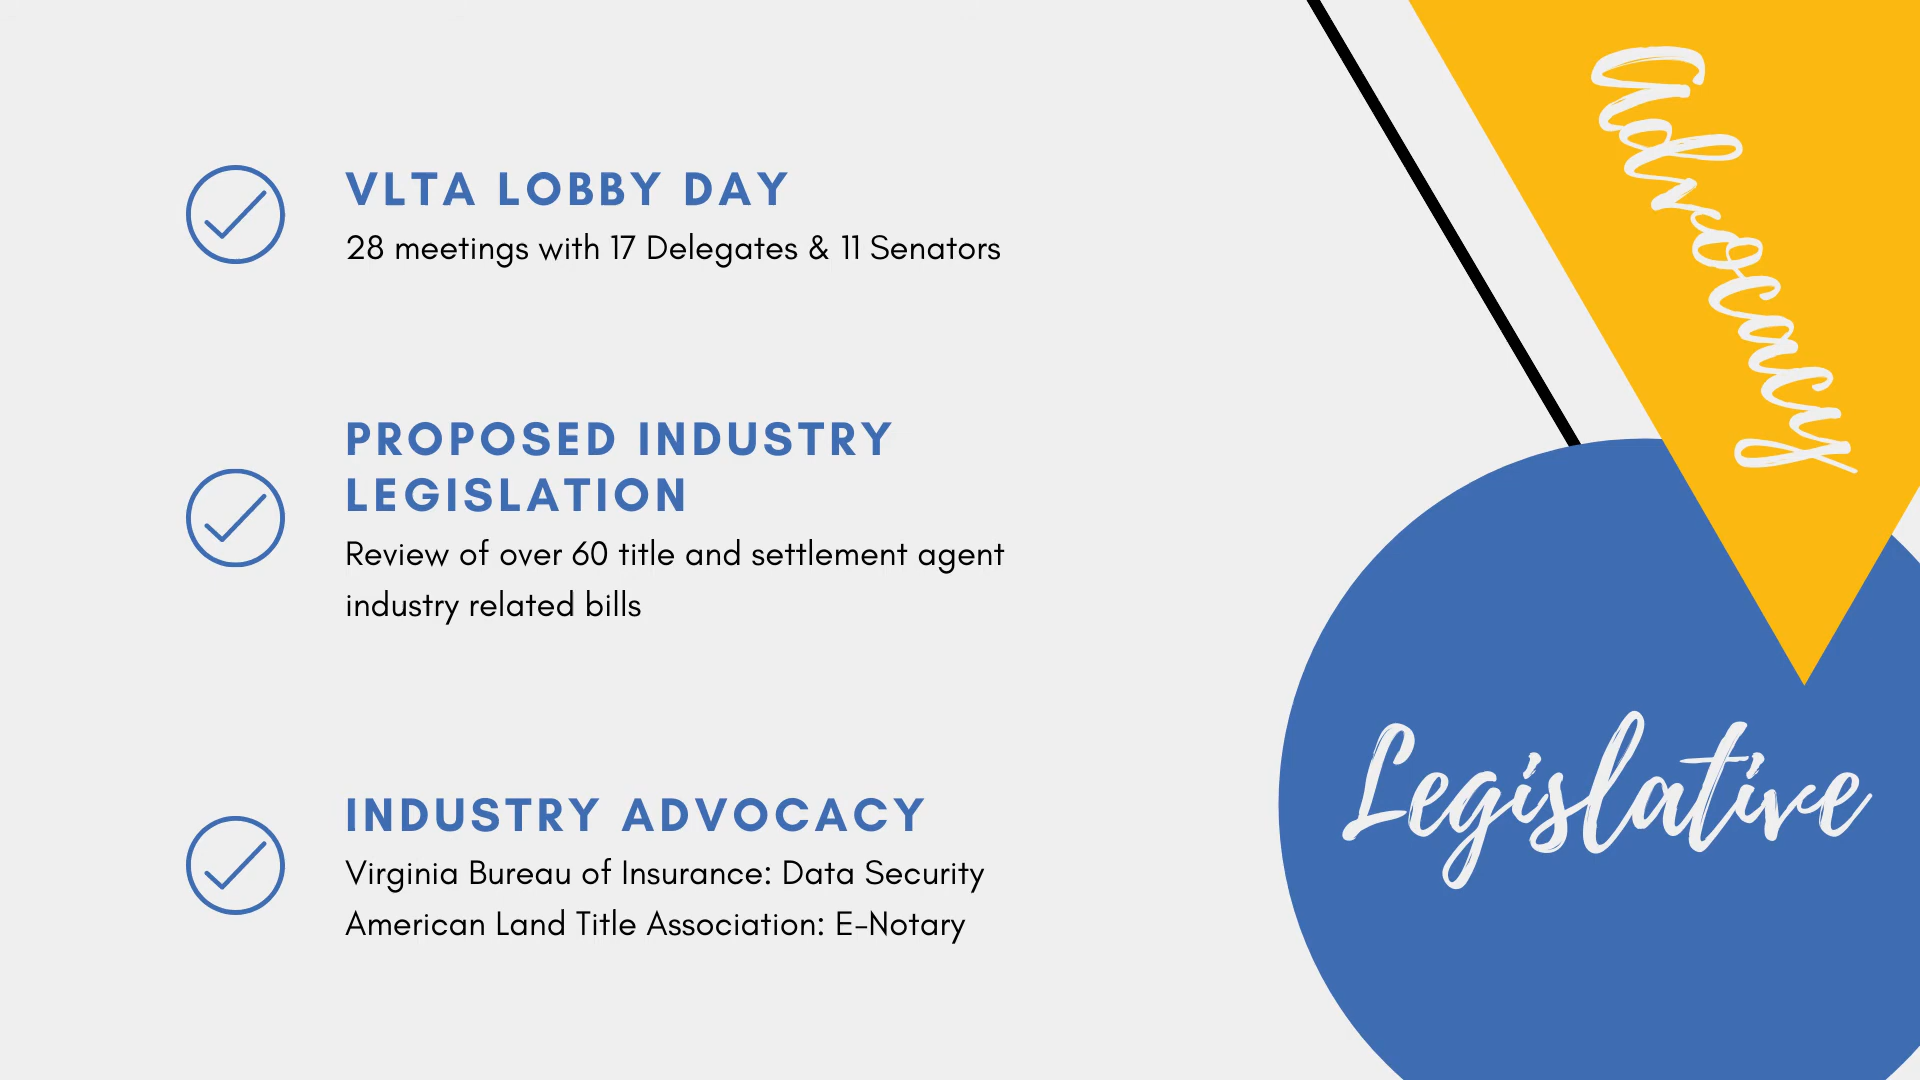 VLTA LOBBY DAY
28 meetings with 17 Delegates & 11 Senators
PROPOSED INDUSTRY
LEGISLATION
Review of over 60 title and settlement agent
industry related bills
INDUSTRY ADVOCACY
Virginia Bureau of Insurance: Data Security
American Land Title Association: E-Notary
Advocacy
Legislative